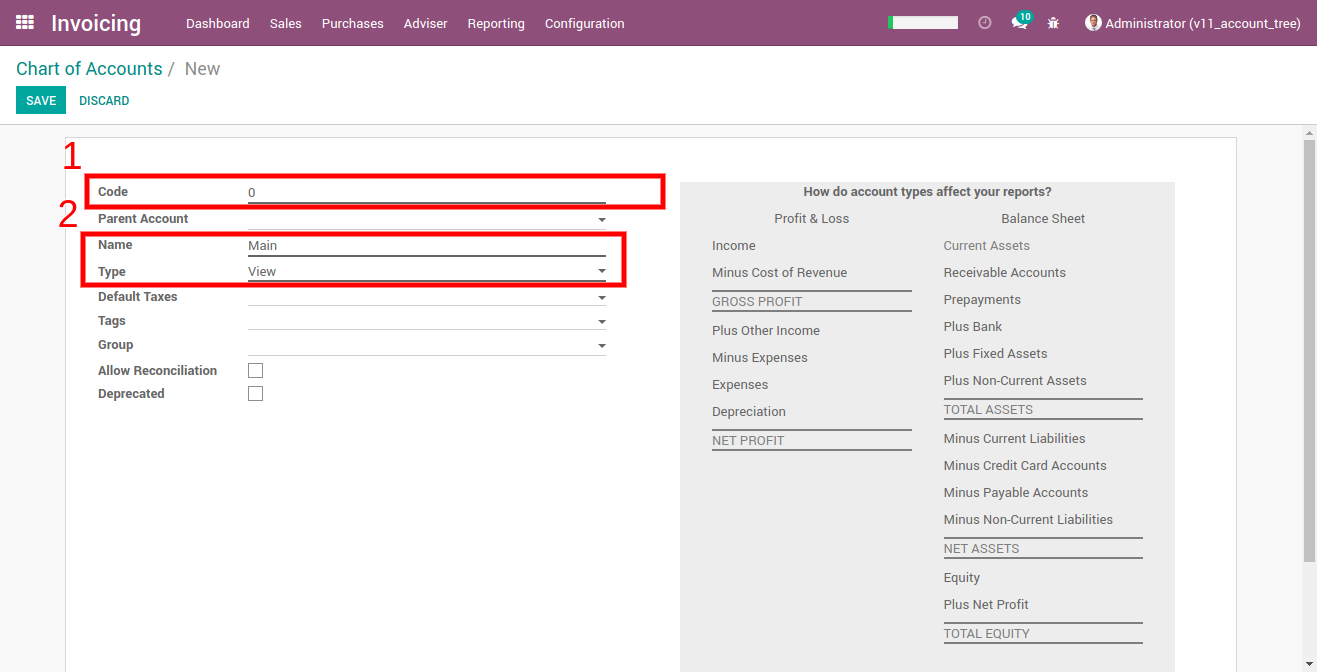 Invoicing Dashboard Sales Purchases Adviser Reporting Configuration 10 Administrator (v11_account_tree)
Chart of Accounts / New
SAVE DISCARD
1
Code 0
2
Parent Account
Name Main
Type View
Default Taxes
Tags
Group
Allow Reconciliation
Deprecated
How do account types affect your reports?
Profit & Loss
Income
Minus Cost of Revenue
GROSS PROFIT
Plus Other Income
Minus Expenses
Expenses
Depreciation
NET PROFIT
Balance Sheet
Current Assets
Receivable Accounts
Prepayments
Plus Bank
Plus Fixed Assets
Plus Non-Current Assets
TOTAL ASSETS
Minus Current Liabilities
Minus Credit Card Accounts
Minus Payable Accounts
Minus Non-Current Liabilities
NET ASSETS
Equity
Plus Net Profit
TOTAL EQUITY